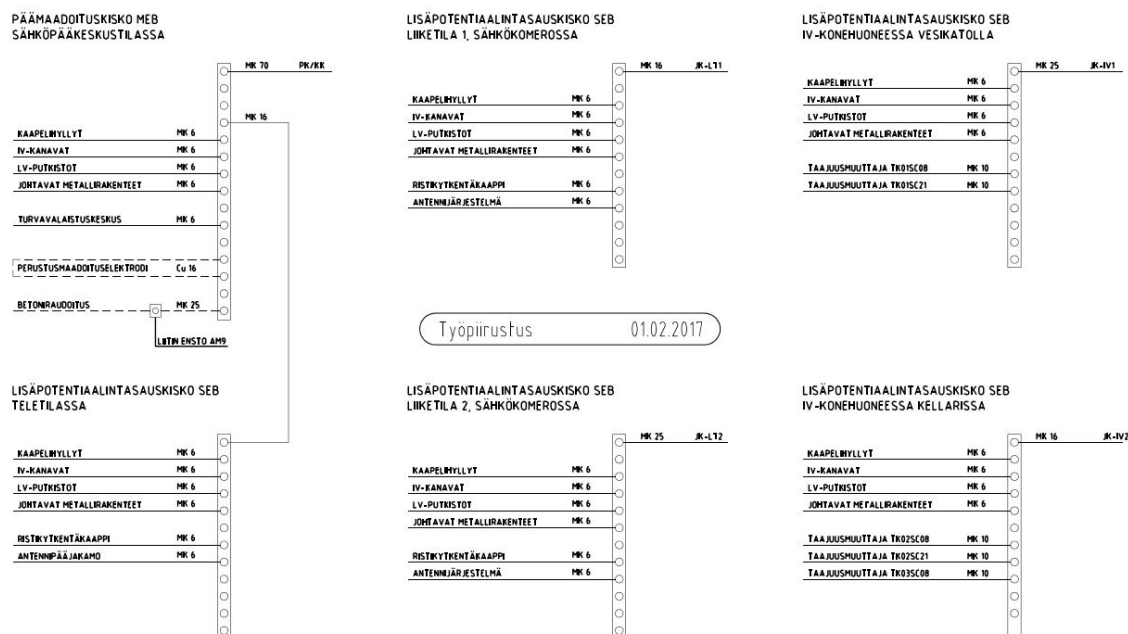 PÄÄMAADOITUSKISKO MEB
SÄHKÖPÄÄKESKUSTILASSA
MK 70 PK/KK
MK 16
KAAPELIHYLLYT MK 6
IV-KANAVAT MK 6
LV-PUTKISTOT MK 6
JOHTAVAT METALLIRAKENTEET MK 6
TURVAVALAISTUSKESKUS MK 6
PERUSTUSMAADOITUSELEKTRODI Cu 16
BETONIRAUDOITUS MK 25
LIITIN ENSTO AM9
LISÄPOTENTIAALINTASAUSKISKO SEB
LIIKETILA 1, SÄHKÖKOMEROSSA
MK 16 JK-LT1
KAAPELIHYLLYT MK 6
IV-KANAVAT MK 6
LV-PUTKISTOT MK 6
JOHTAVAT METALLIRAKENTEET MK 6
RISTIKYTKENTÄKAAPPI MK 6
ANTENNIJÄRJESTELMÄ MK 6
LISÄPOTENTIAALINTASAUSKISKO SEB
IV-KONEHUONEESSA VESIKATOLLA
MK 25 JK-IV1
KAAPELIHYLLYT MK 6
IV-KANAVAT MK 6
LV-PUTKISTOT MK 6
JOHTAVAT METALLIRAKENTEET MK 6
TAAJUUSMUUTTAJA TK01SC08 MK 10
TAAJUUSMUUTTAJA TK01SC21 MK 10
Työpiirustus 01.02.2017
LISÄPOTENTIAALINTASAUSKISKO SEB
TELETILASSA
KAAPELIHYLLYT MK 6
IV-KANAVAT MK 6
LV-PUTKISTOT MK 6
JOHTAVAT METALLIRAKENTEET MK 6
RISTIKYTKENTÄKAAPPI MK 6
ANTENNIPÄÄJAKAMO MK 6
LISÄPOTENTIAALINTASAUSKISKO SEB
LIIKETILA 2, SÄHKÖKOMEROSSA
MK 25 JK-LT2
KAAPELIHYLLYT MK 6
IV-KANAVAT MK 6
LV-PUTKISTOT MK 6
JOHTAVAT METALLIRAKENTEET MK 6
RISTIKYTKENTÄKAAPPI MK 6
ANTENNIJÄRJESTELMÄ MK 6
LISÄPOTENTIAALINTASAUSKISKO SEB
IV-KONEHUONEESSA KELLARISSA
MK 16 JK-IV2
KAAPELIHYLLYT MK 6
IV-KANAVAT MK 6
LV-PUTKISTOT MK 6
JOHTAVAT METALLIRAKENTEET MK 6
TAAJUUSMUUTTAJA TK02SC08 MK 10
TAAJUUSMUUTTAJA TK02SC21 MK 10
TAAJUUSMUUTTAJA TK03SC08 MK 10